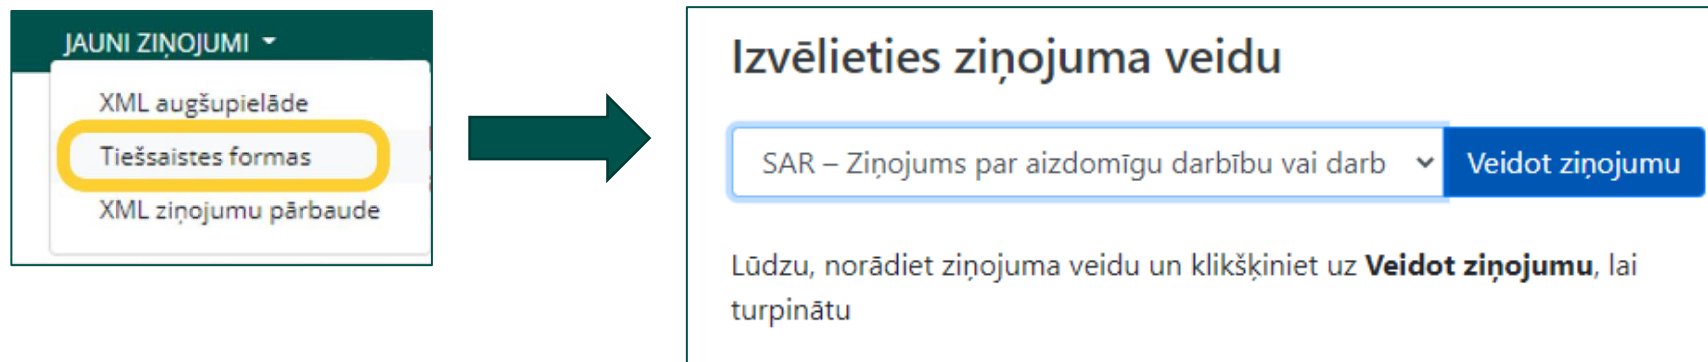 JAUNI ZIŅOJUMI
XML augšupielāde
Tiešsaistes formas
XML ziņojumu pārbaude
Izvēlieties ziņojuma veidu
SAR – Ziņojums par aizdomīgu darbību vai darb
Veidot ziņojumu
Lūdzu, norādiet ziņojuma veidu un klikšķiniet uz Veidot ziņojumu, lai
turpinātu